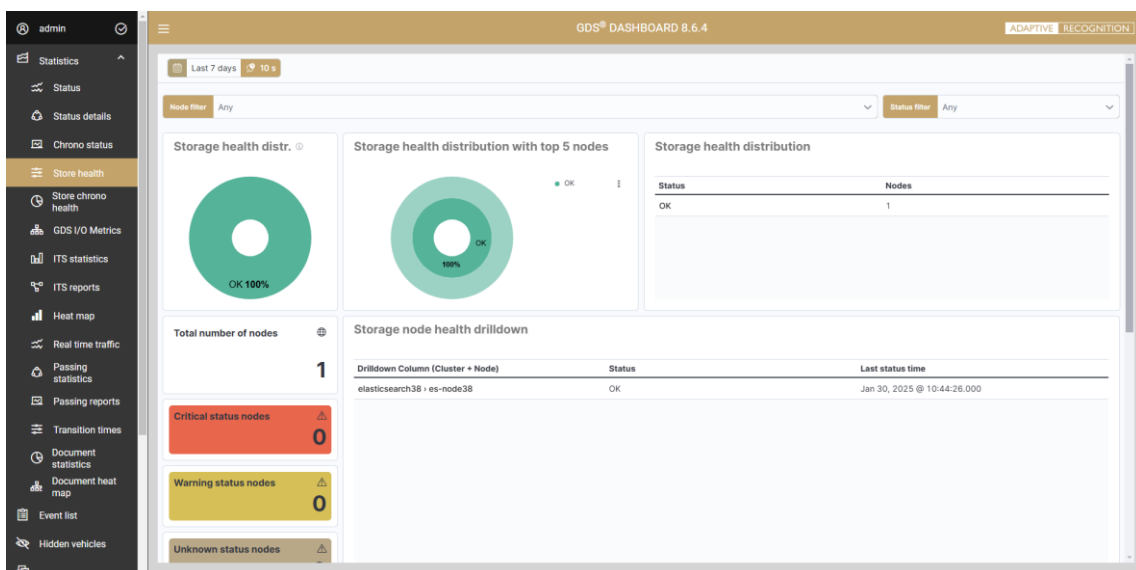 admin
GDS® DASHBOARD 8.6.4
ADAPTIVE RECOGNITION
Statistics
Status
Status details
Chrono status
Store health
Store chrono
health
GDS I/O Metrics
ITS statistics
ITS reports
Heat map
Real time traffic
Passing
statistics
Passing reports
Transition times
Document
statistics
Document heat
map
Event list
Hidden vehicles
Last 7 days 10 s
Node filter Any
Status filter Any
Storage health distr.
OK 100%
Storage health distribution with top 5 nodes
OK
OK
100%
Storage health distribution
Status Nodes
OK 1
Total number of nodes
1
Critical status nodes
0
Warning status nodes
0
Unknown status nodes
Storage node health drilldown
Drilldown Column (Cluster + Node) Status Last status time
elasticsearch38 › es-node38 OK Jan 30, 2025 @ 10:44:26.000